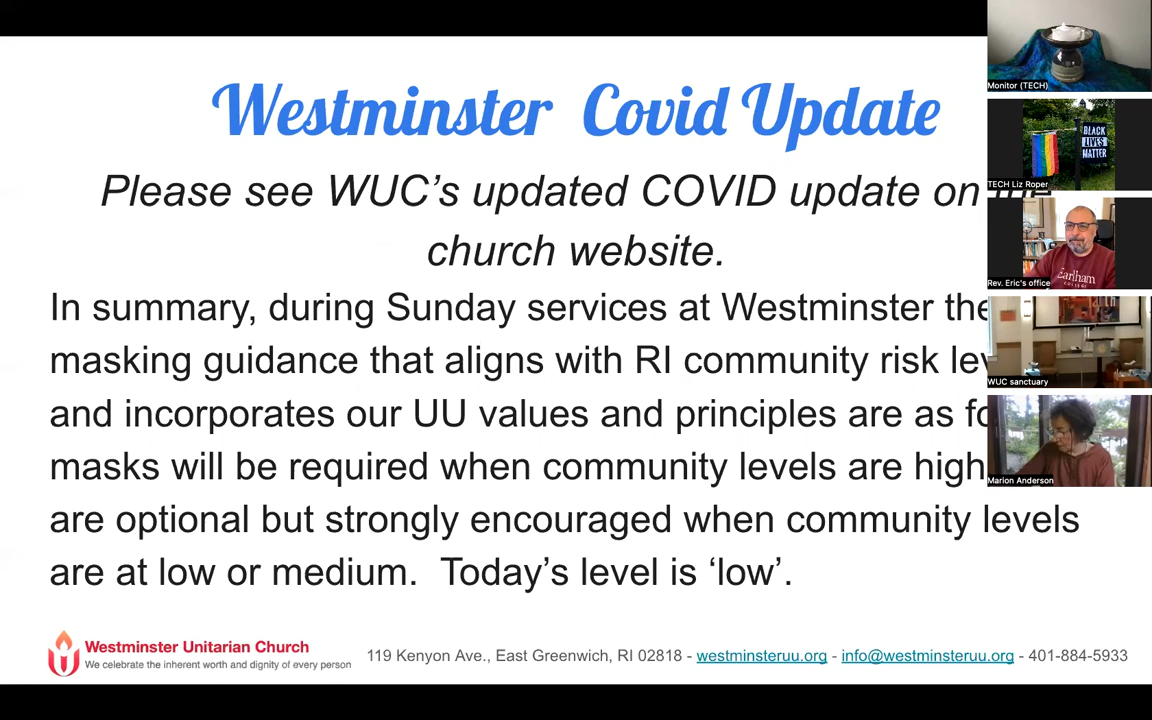 Westminster Covid Update
Please see WUC's updated COVID update on
church website.
In summary, during Sunday services at Westminster the
masking guidance that aligns with RI community risk
and incorporates our UU values and principles are as
masks will be required when community levels are high
are optional but strongly encouraged when community levels
are at low or medium. Today's level is 'low'.
Westminster Unitarian Church
We celebrate the inherent worth and dignity of every person
119 Kenyon Ave., East Greenwich, RI 02818 - westminsteruu.org - info@westminsteruu.org - 401-884-5933
Monitor (TECH)
BLACK
LIVES
MATTER
TECH Liz Roper
Earlham
COLLEGE
Rev. Eric's office
WUC sanctuary
Marion Anderson